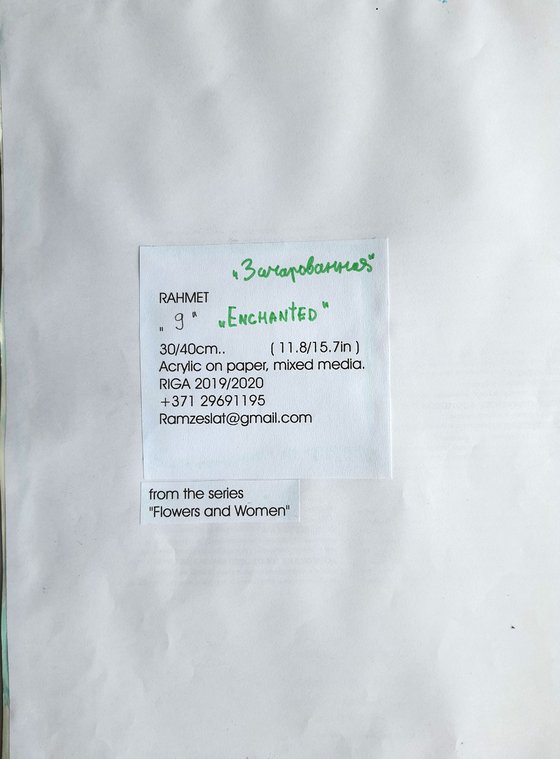 „Зачарованная"
RAHMET
„ 9 " „ENCHANTED"
30/40cm.. ( 11.8/15.7in )
Acrylic on paper, mixed media.
RIGA 2019/2020
+371 29691195
Ramzeslat@gmail.com
from the series
"Flowers and Women"